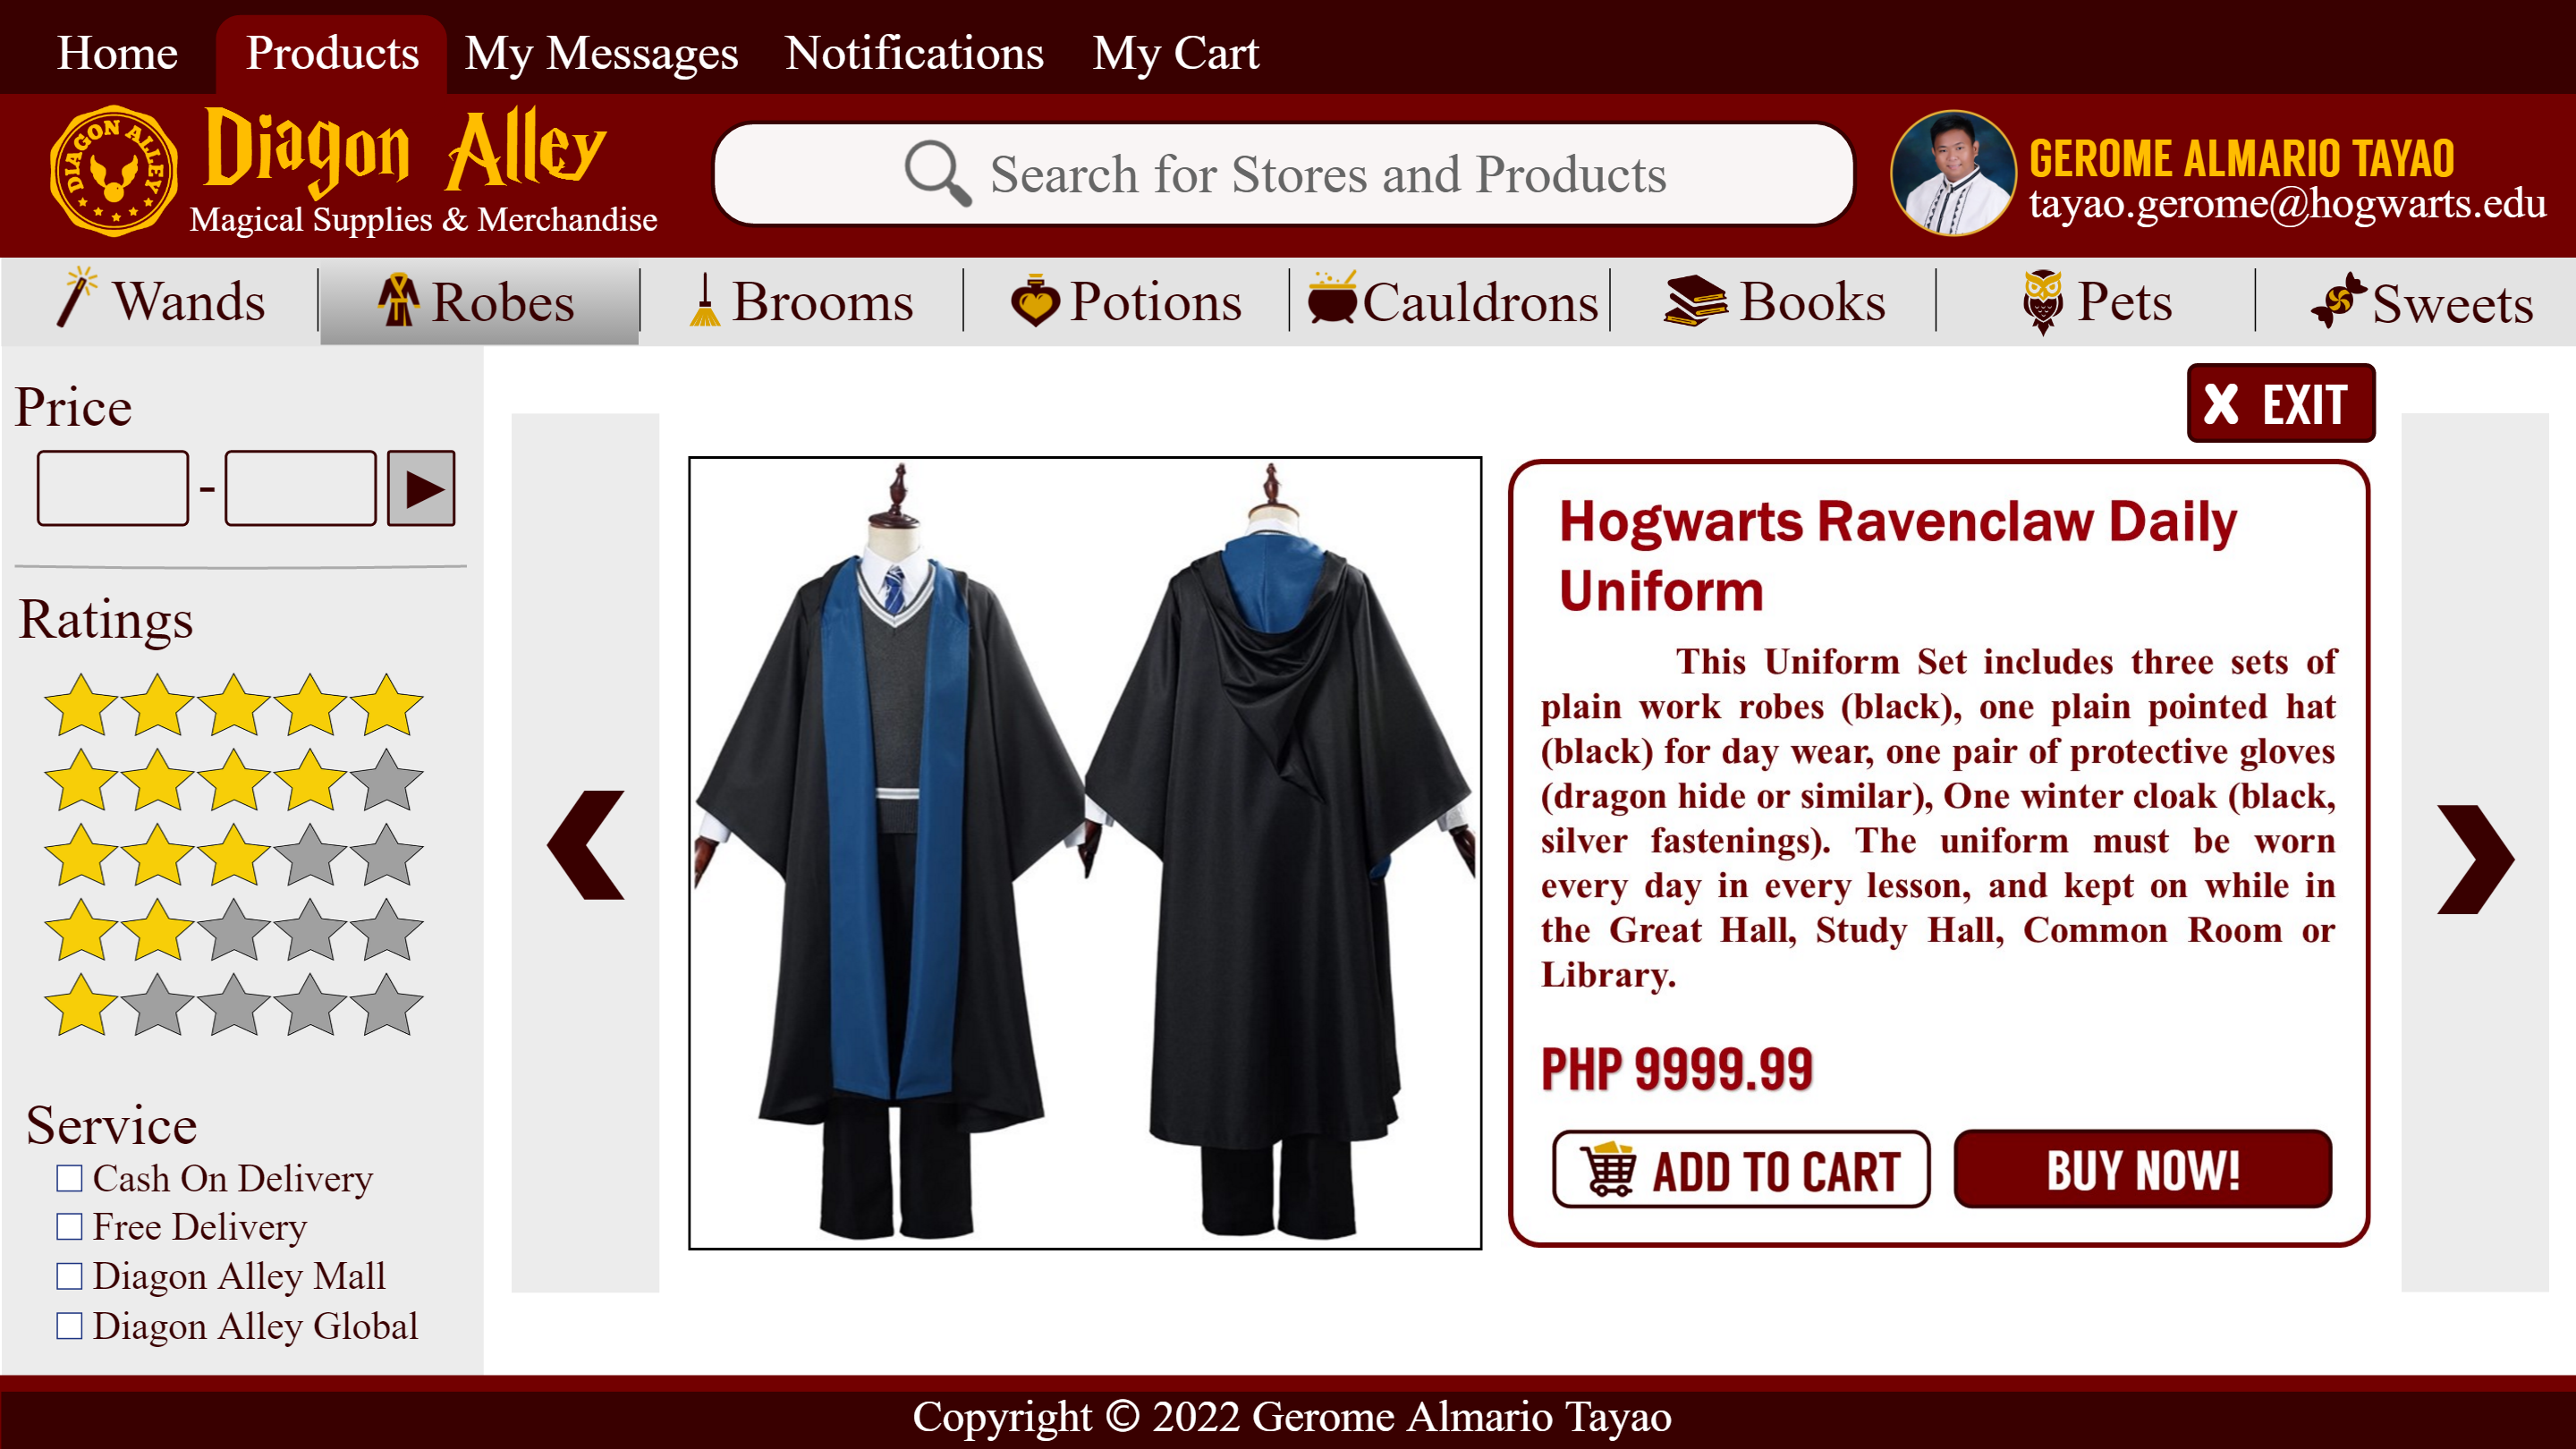 Home Products My Messages Notifications My Cart
DIAGON ALLEY
Diagon Alley
Magical Supplies & Merchandise
Search for Stores and Products
GEROME ALMARIO TAYAO
tayao.gerome@hogwarts.edu
Wands Robes Brooms Potions Cauldrons Books Pets Sweets
Price
-
Ratings
Service
Cash On Delivery
Free Delivery
Diagon Alley Mall
Diagon Alley Global
X EXIT
Hogwarts Ravenclaw Daily
Uniform
This Uniform Set includes three sets of
plain work robes (black), one plain pointed hat
(black) for day wear, one pair of protective gloves
(dragon hide or similar), One winter cloak (black,
silver fastenings). The uniform must be worn
every day in every lesson, and kept on while in
the Great Hall, Study Hall, Common Room or
Library.
PHP 9999.99
ADD TO CART
BUY NOW!
Copyright © 2022 Gerome Almario Tayao